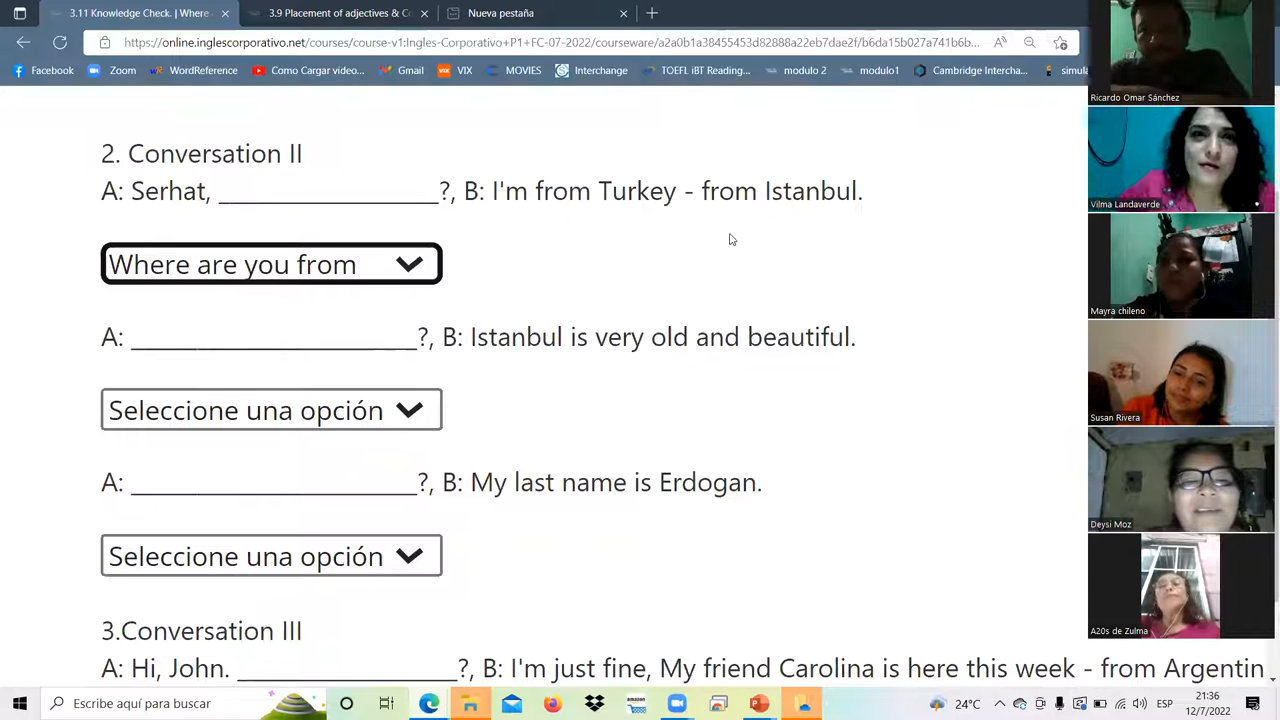 3.11 Knowledge Check. | Where
3.9 Placement of adjectives & C
Nueva pestaña
https://online.inglescorporativo.net/courses/course-v1:Ingles-Corporativo+P1+FC-07-2022/courseware/a2a0b1a38455453d82888a22eb7dae2f/b6da15b027a741b6b...
Facebook
Zoom
WordReference
Como Cargar video...
Gmail
VIX
MOVIES
Interchange
TOEFL iBT Reading...
modulo 2
modulo1
Cambridge Intercha...
simula
2. Conversation II
A: Serhat, ________________?, B: I'm from Turkey - from Istanbul.
Where are you from
A: _____________________?, B: Istanbul is very old and beautiful.
Seleccione una opción
A: _____________________?, B: My last name is Erdogan.
Seleccione una opción
3.Conversation III
A: Hi, John. ________________?, B: I'm just fine, My friend Carolina is here this week - from Argentin
Ricardo Omar Sánchez
Vilma Landaverde
Mayra chileno
Susan Rivera
Deysi Moz
A20s de Zulma
Escribe aquí para buscar
24°C
ESP
21:36
12/7/2022